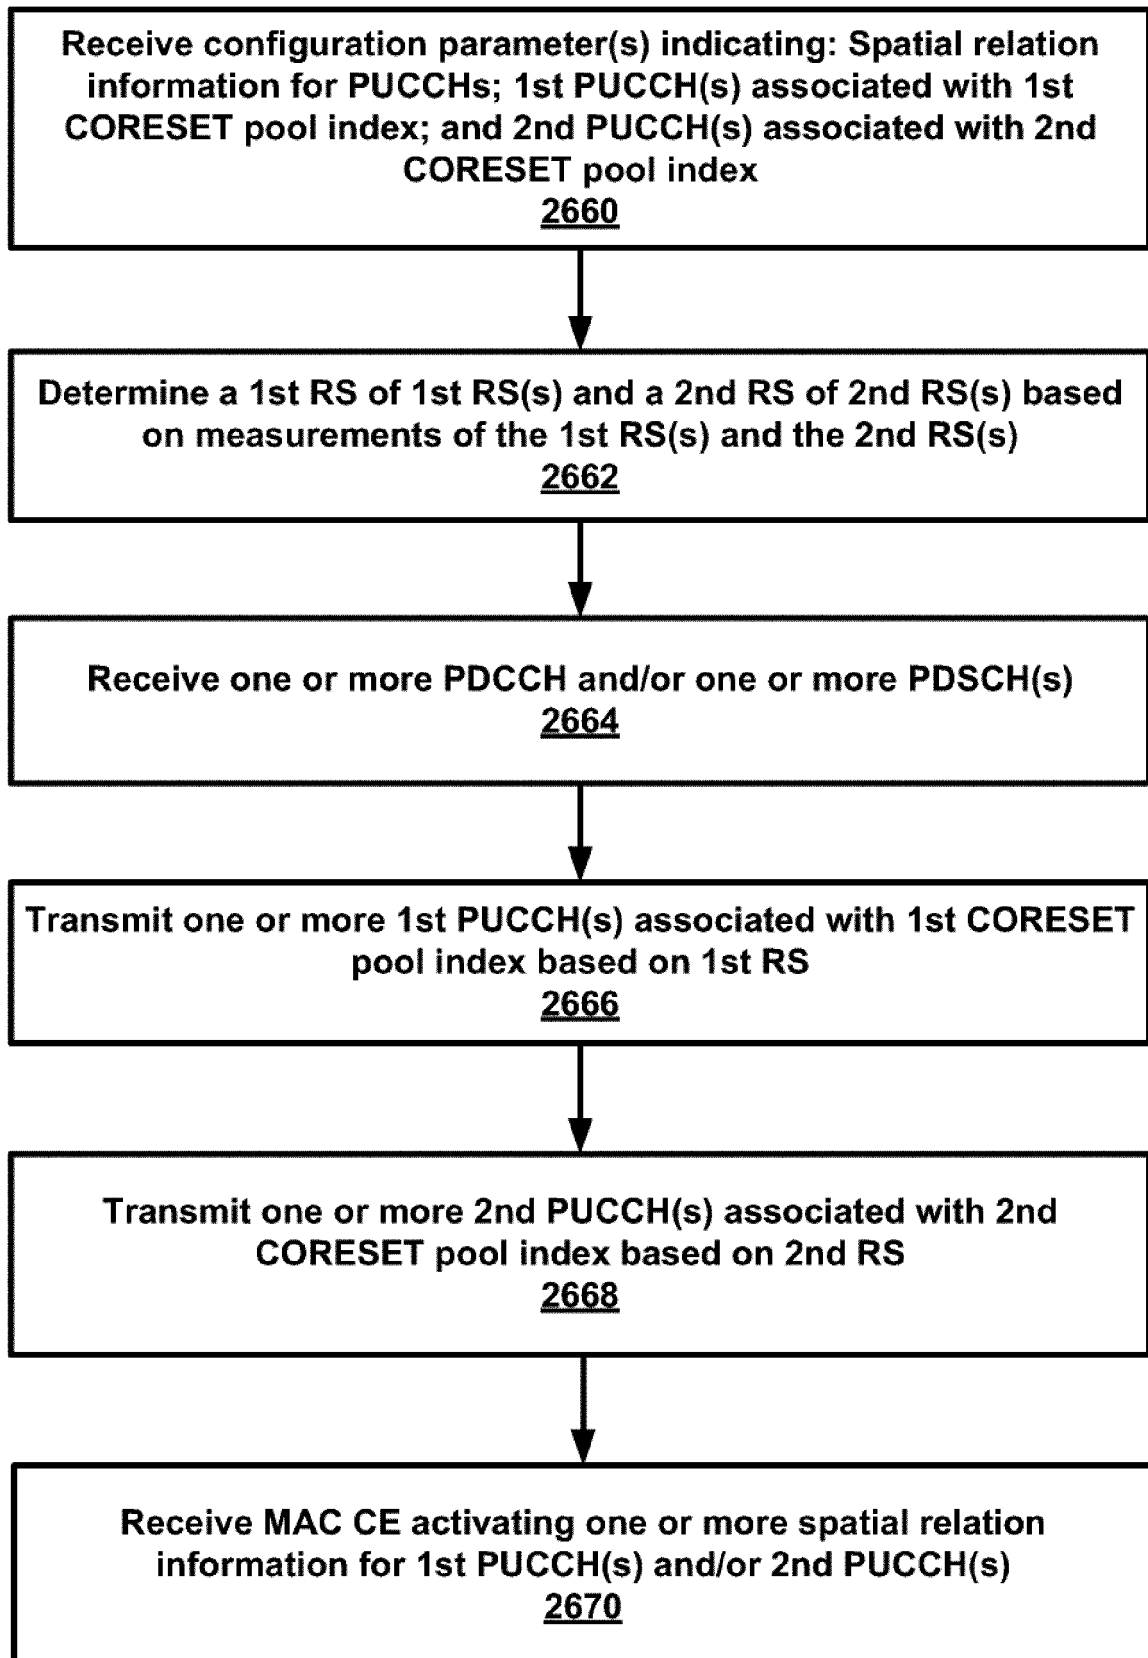 Receive configuration parameter(s) indicating: Spatial relation
information for PUCCHs; 1st PUCCH(s) associated with 1st
CORESET pool index; and 2nd PUCCH(s) associated with 2nd
CORESET pool index
2660
Determine a 1st RS of 1st RS(s) and a 2nd RS of 2nd RS(s) based
on measurements of the 1st RS(s) and the 2nd RS(s)
2662
Receive one or more PDCCH and/or one or more PDSCH(s)
2664
Transmit one or more 1st PUCCH(s) associated with 1st CORESET
pool index based on 1st RS
2666
Transmit one or more 2nd PUCCH(s) associated with 2nd
CORESET pool index based on 2nd RS
2668
Receive MAC CE activating one or more spatial relation
information for 1st PUCCH(s) and/or 2nd PUCCH(s)
2670